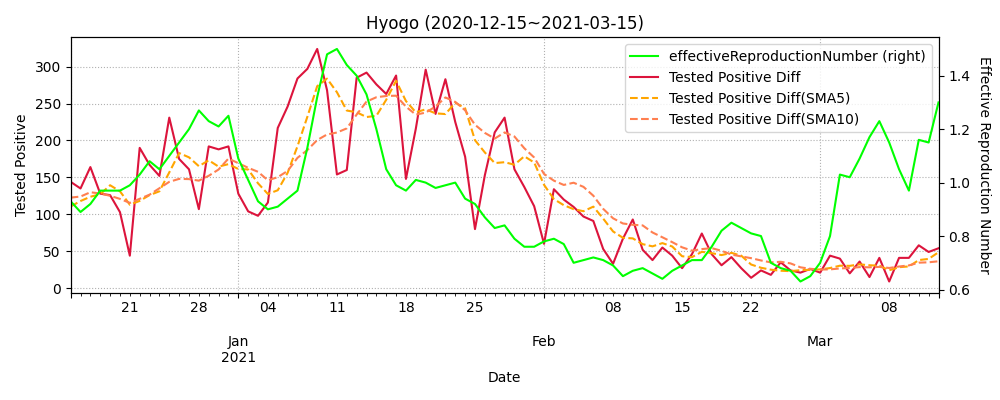 Hyogo (2020-12-15~2021-03-15)
effectiveReproductionNumber (right)
Tested Positive Diff
Tested Positive Diff(SMA5)
Tested Positive Diff(SMA10)
Tested Positive
300
250
200
150
100
50
0
1.4
1.2
1.0
0.8
0.6
Effective Reproduction Number
21 28 04 11 18 25 08 15 22 08
Jan Feb Mar
2021
Date